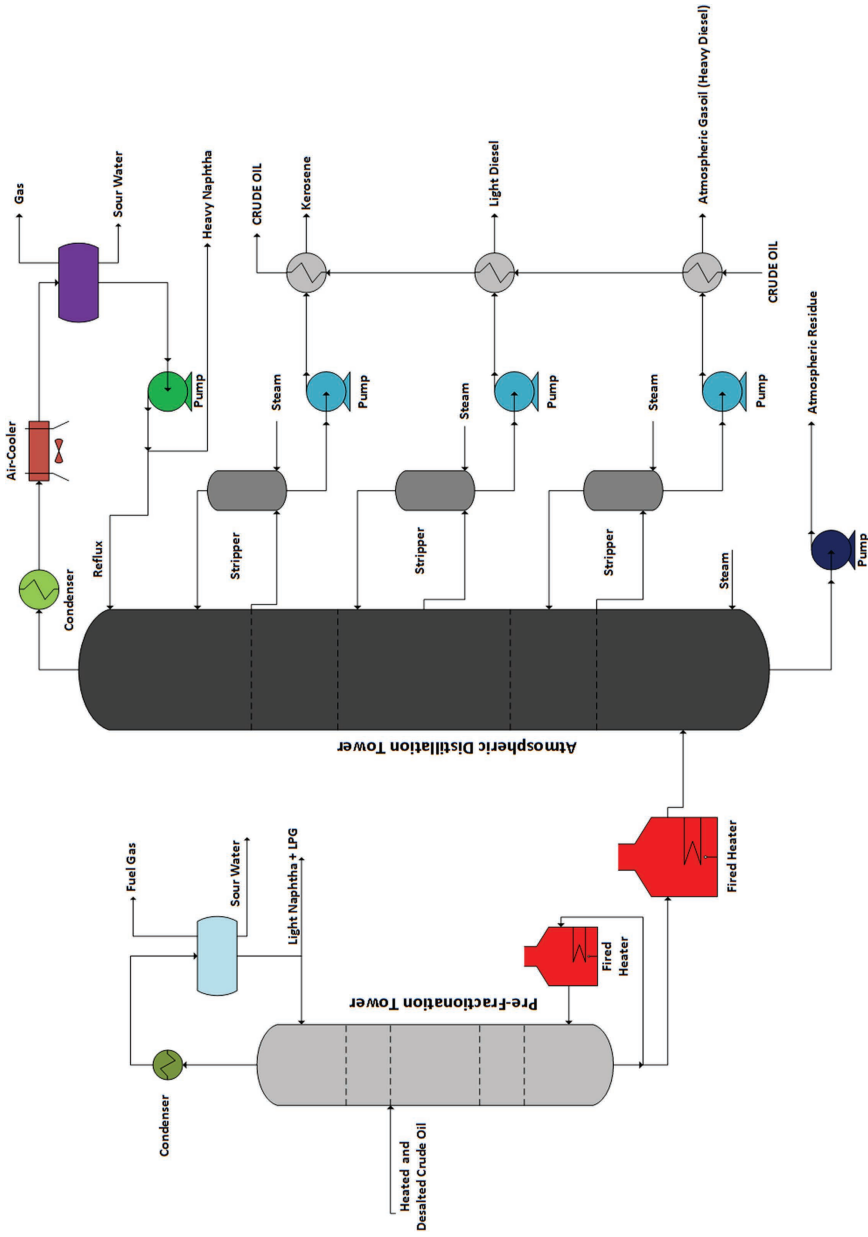 Heated and
Desalted Crude Oil
Condenser
Pre-Fractionation Tower
Fuel Gas
Sour Water
Light Naphtha + LPG
Fired
Heater
Fired Heater
Atmospheric Distillation Tower
Condenser
Air-Cooler
Reflux
Gas
Sour Water
Pump
Heavy Naphtha
Stripper
Steam
Pump
CRUDE OIL
Kerosene
Stripper
Steam
Pump
Light Diesel
Stripper
Steam
Pump
Atmospheric Gasoil (Heavy Diesel)
CRUDE OIL
Steam
Pump
Atmospheric Residue